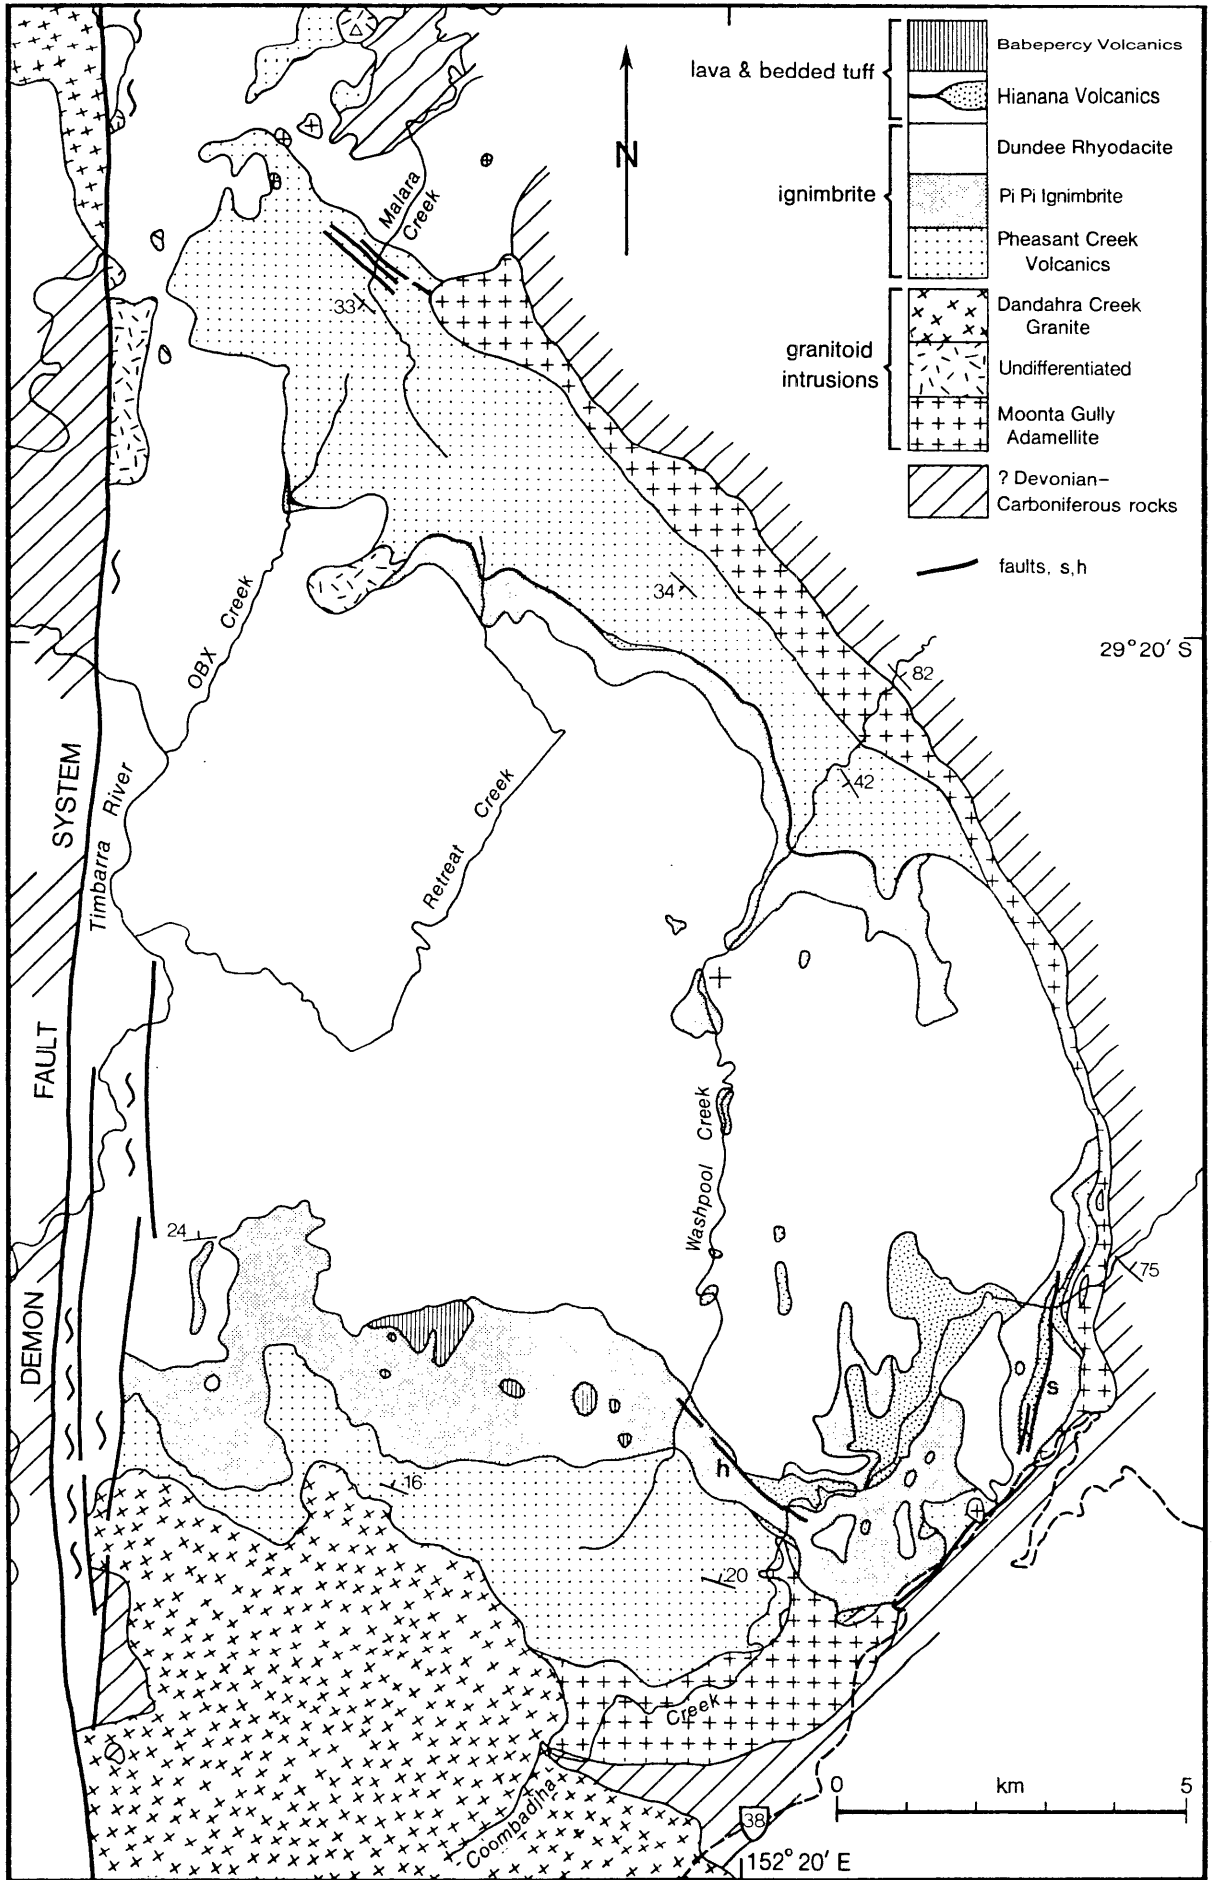 lava & bedded tuff
Babepercy Volcanics
Hianana Volcanics
ignimbrite
Dundee Rhyodacite
Pi Pi Ignimbrite
Pheasant Creek
Volcanics
granitoid
intrusions
Dandahra Creek
Granite
Undifferentiated
Moonta Gully
Adamellite
? Devonian-
Carboniferous rocks
faults, s,h
N
Malara
Creek
33
34
29°20' S
82
OBX Creek
42
Retreat Creek
Timbarra River
DEMON FAULT SYSTEM
Washpool Creek
24
75
s
h
16
20
Creek
Coombadjha
38
0 km 5
152°20' E